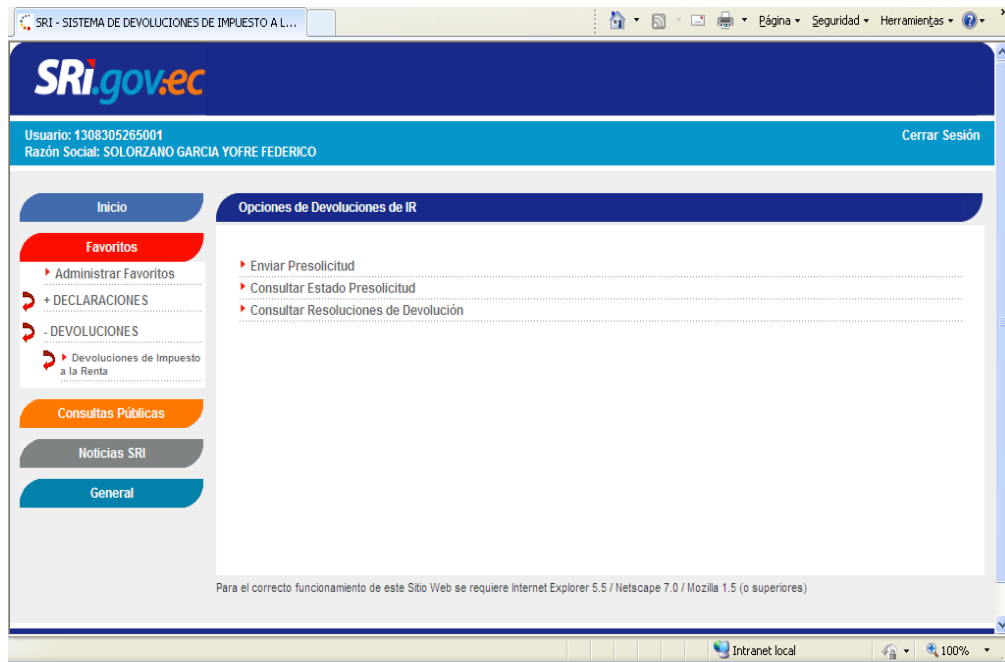 SRI - SISTEMA DE DEVOLUCIONES DE IMPUESTO A L...
Página
Seguridad
Herramientas
SRi.gov.ec
Usuario: 1308305265001
Cerrar Sesión
Razón Social: SOLORZANO GARCIA YOFRE FEDERICO
Inicio
Opciones de Devoluciones de IR
Favoritos
Administrar Favoritos
+ DECLARACIONES
- DEVOLUCIONES
Devoluciones de Impuesto
a la Renta
Enviar Presolicitud
Consultar Estado Presolicitud
Consultar Resoluciones de Devolución
Consultas Públicas
Noticias SRI
General
Para el correcto funcionamiento de este Sitio Web se requiere Internet Explorer 5.5 / Netscape 7.0 / Mozilla 1.5 (o superiores)
Intranet local
100%